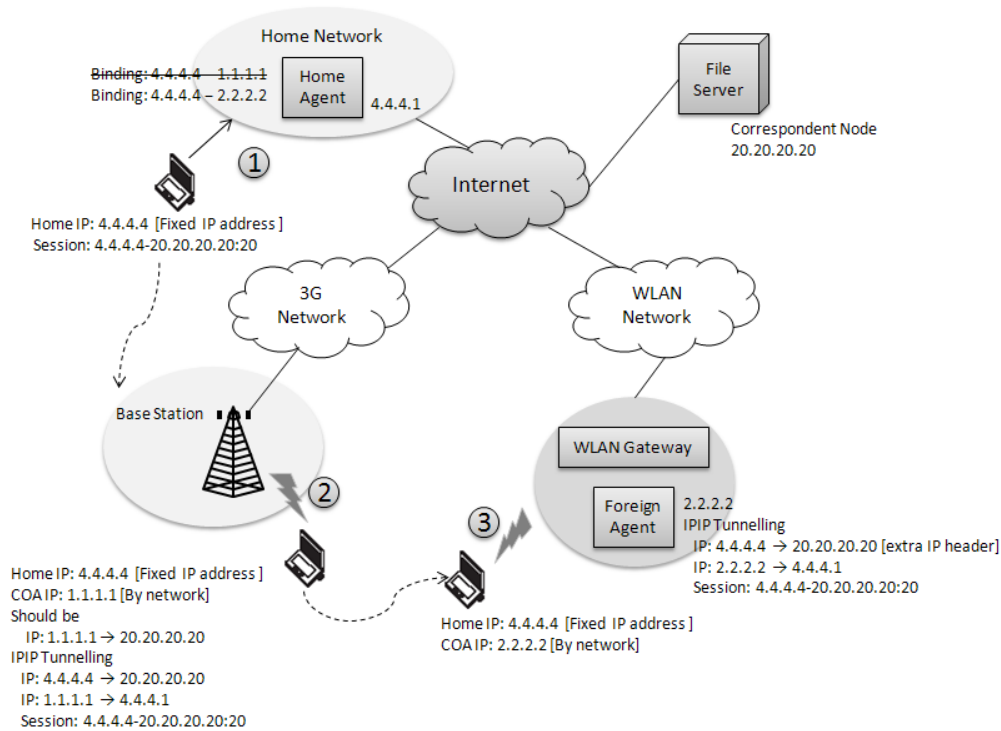 Home Network
Binding: 4.4.4.4 – 1.1.1.1
Binding: 4.4.4.4 – 2.2.2.2
Home
Agent
4.4.4.1
File
Server
Correspondent Node
20.20.20.20
1
Internet
Home IP: 4.4.4.4 [Fixed IP address ]
Session: 4.4.4.4-20.20.20.20:20
3G
Network
WLAN
Network
Base Station
WLAN Gateway
2
3
Foreign
Agent
2.2.2.2
IPIP Tunnelling
IP: 4.4.4.4 → 20.20.20.20 [extra IP header]
IP: 2.2.2.2 → 4.4.4.1
Session: 4.4.4.4-20.20.20.20:20
Home IP: 4.4.4.4 [Fixed IP address ]
COA IP: 1.1.1.1 [By network]
Should be
IP: 1.1.1.1 → 20.20.20.20
IPIP Tunnelling
IP: 4.4.4.4 → 20.20.20.20
IP: 1.1.1.1 → 4.4.4.1
Session: 4.4.4.4-20.20.20.20:20
Home IP: 4.4.4.4 [Fixed IP address ]
COA IP: 2.2.2.2 [By network]